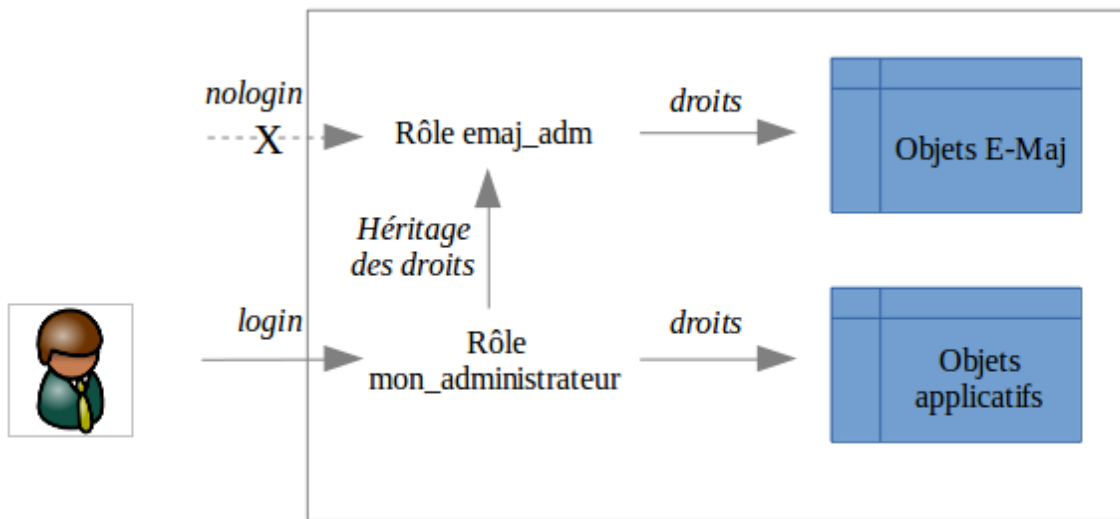 nologin
X
Rôle emaj_adm
droits
Objets E-Maj
Héritage
des droits
login
Rôle
mon_administrateur
droits
Objets
applicatifs